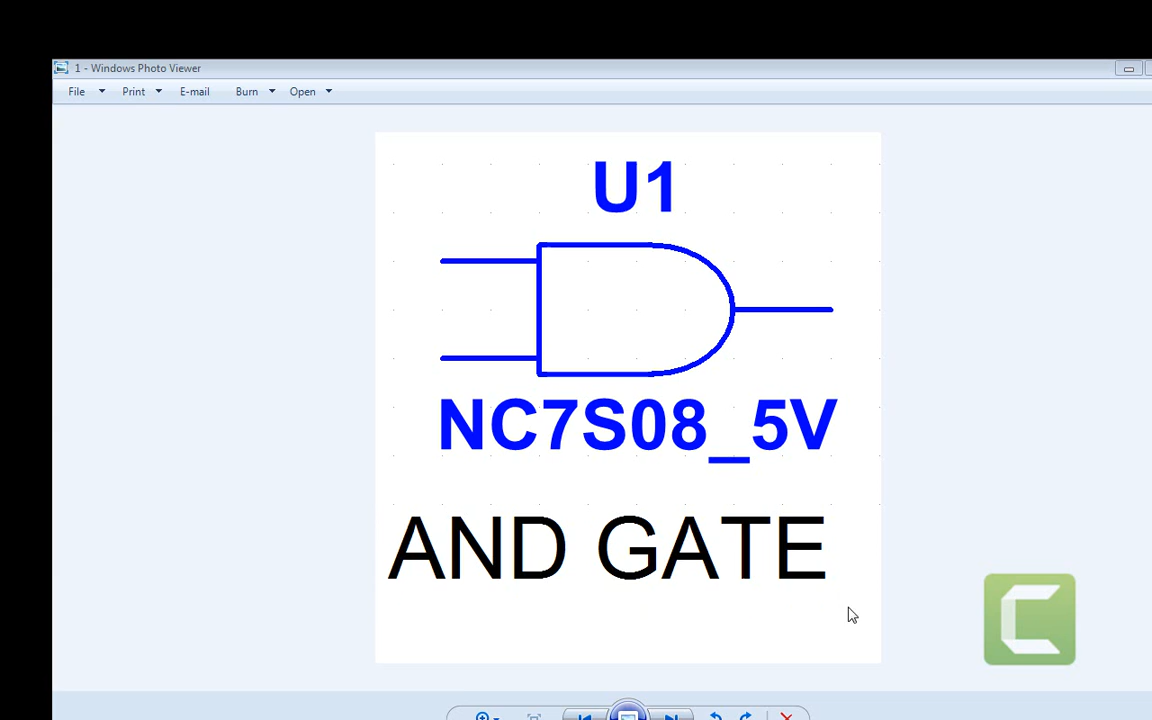 1 - Windows Photo Viewer
File Print E-mail Burn Open
U1
NC7S08_5V
AND GATE